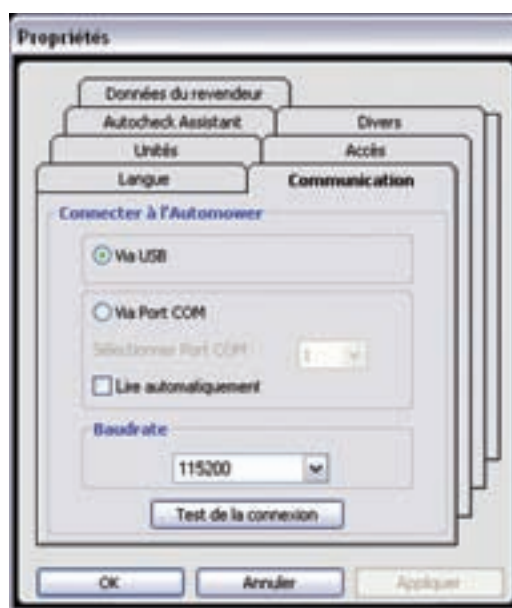 Propriétés
Données du revendeur
Autocheck Assistant Divers
Unités Accès
Langue Communication
Connecter à l'Automower
Via USB
Via Port COM
Sélectionner Port COM 1
Lire automatiquement
Baudrate
115200
Test de la connexion
OK Annuler Appliquer